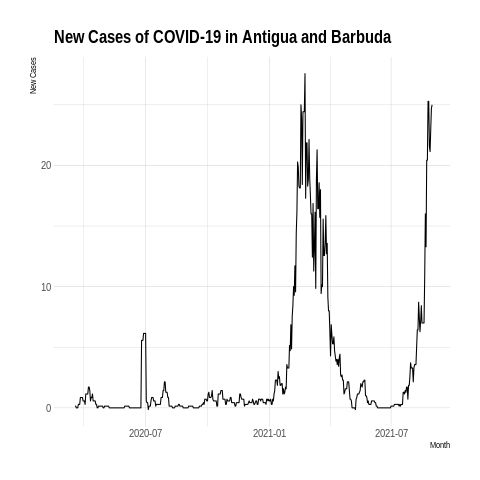 New Cases of COVID-19 in Antigua and Barbuda
New Cases
20
10
0
2020-07 2021-01 2021-07
Month